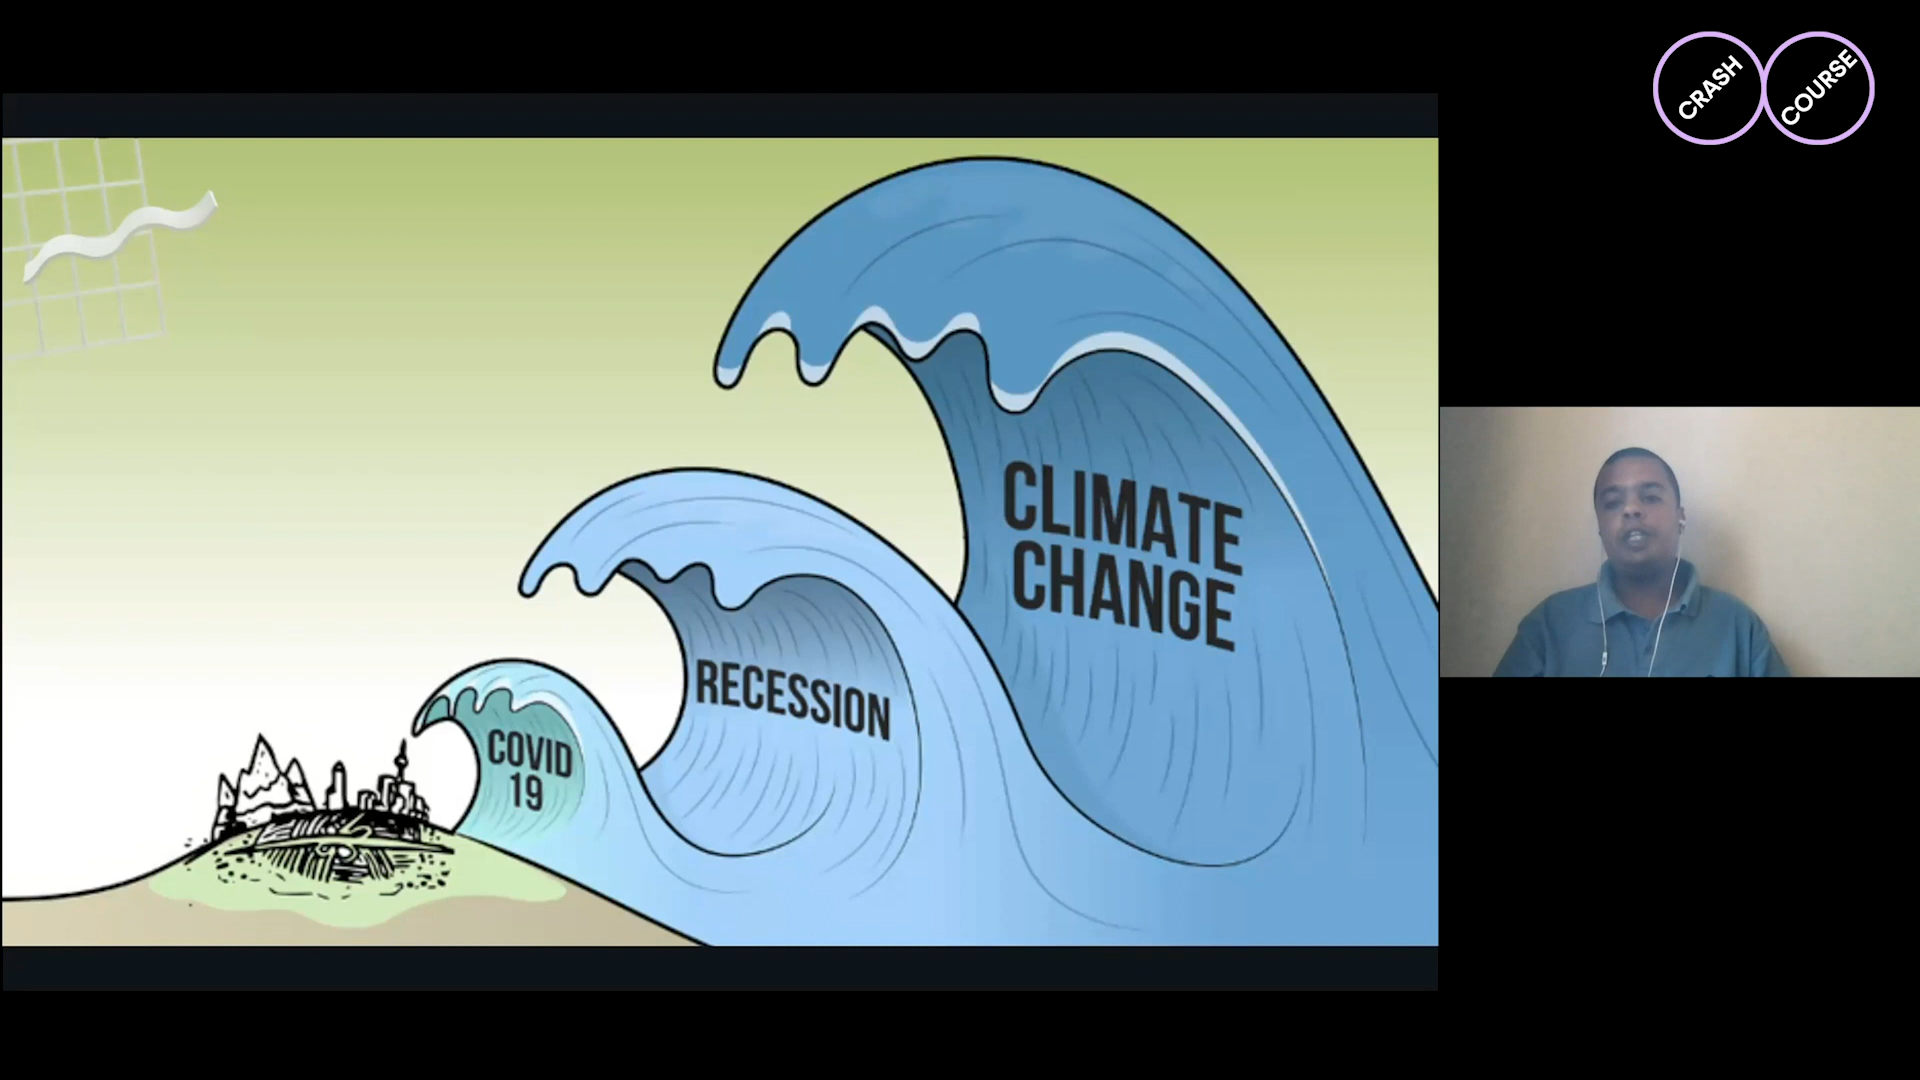 CRASH
COURSE
CLIMATE
CHANGE
RECESSION
COVID
19